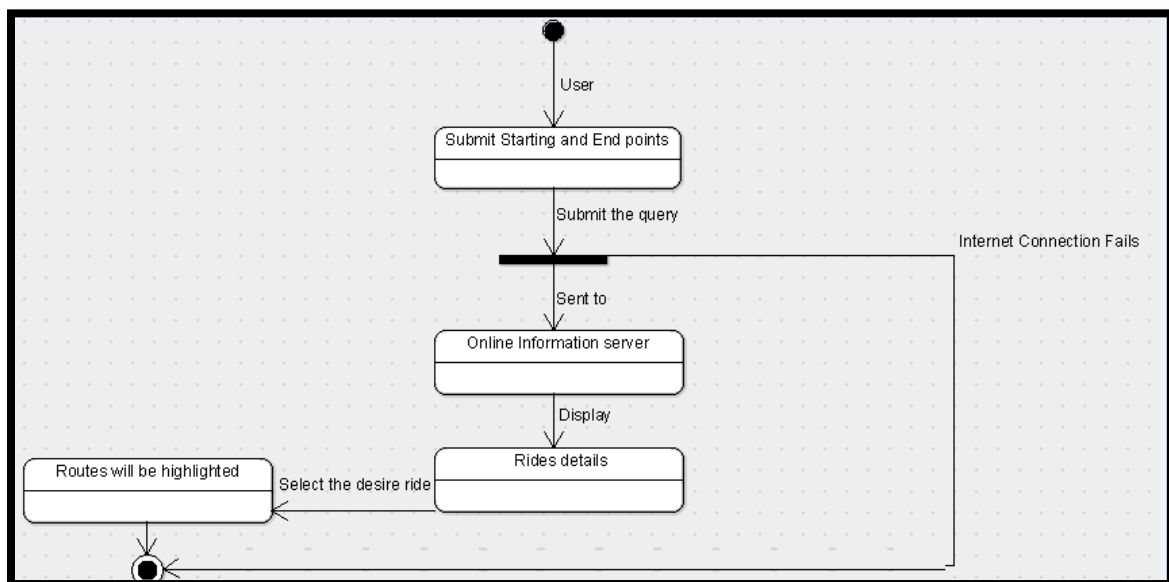 User
Submit Starting and End points
Submit the query
Internet Connection Fails
Sent to
Online Information server
Display
Rides details
Routes will be highlighted
Select the desire ride